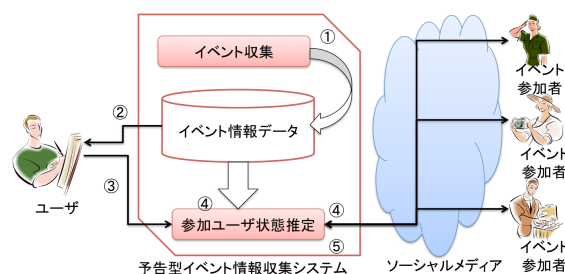 ①
イベント収集
イベント
参加者
②
イベント情報データ
イベント
参加者
③
ユーザ
④
④
参加ユーザ状態推定
⑤
イベント
参加者
予告型イベント情報収集システム
ソーシャルメディア